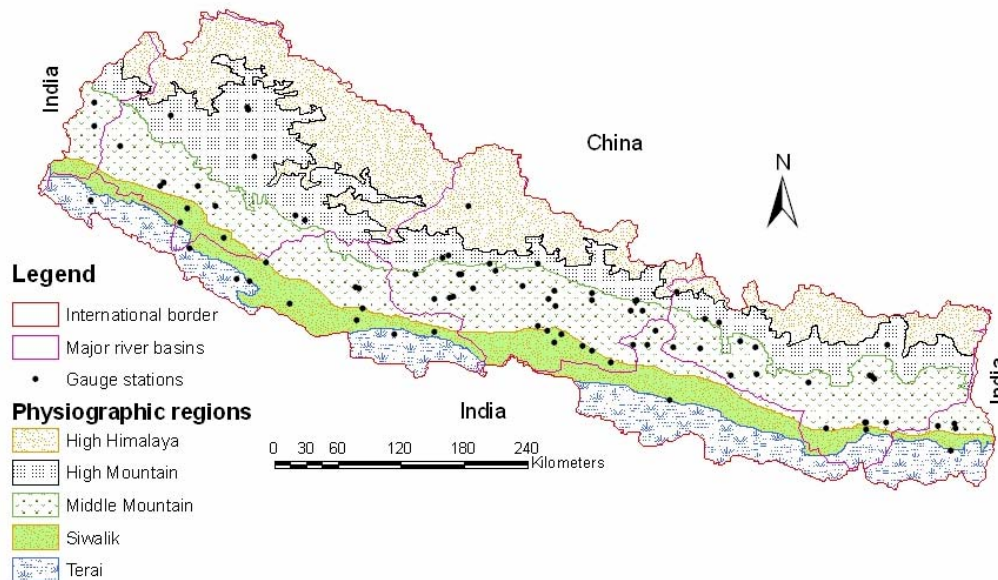 India
China
N
Legend
International border
Major river basins
Gauge stations
Physiographic regions
High Himalaya
High Mountain
Middle Mountain
Siwalik
Terai
India
0 30 60 120 180 240
Kilometers
India